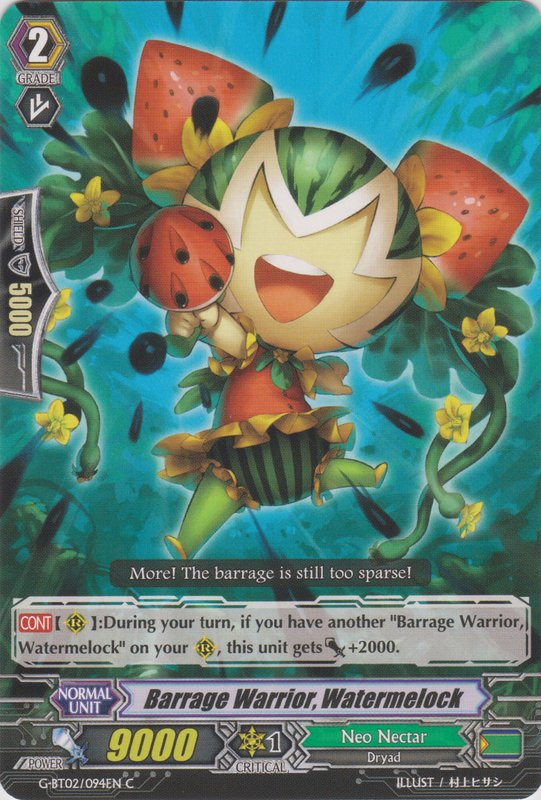 2
GRADE
SHIELD
5000
More! The barrage is still too sparse!
CONT【 R 】:During your turn, if you have another "Barrage Warrior,
Watermelock" on your R, this unit gets +2000.
NORMAL
UNIT
Barrage Warrior, Watermelock
POWER
9000
1
CRITICAL
Neo Nectar
Dryad
G-BT02/094EN C
ILLUST / 村上ヒサシ